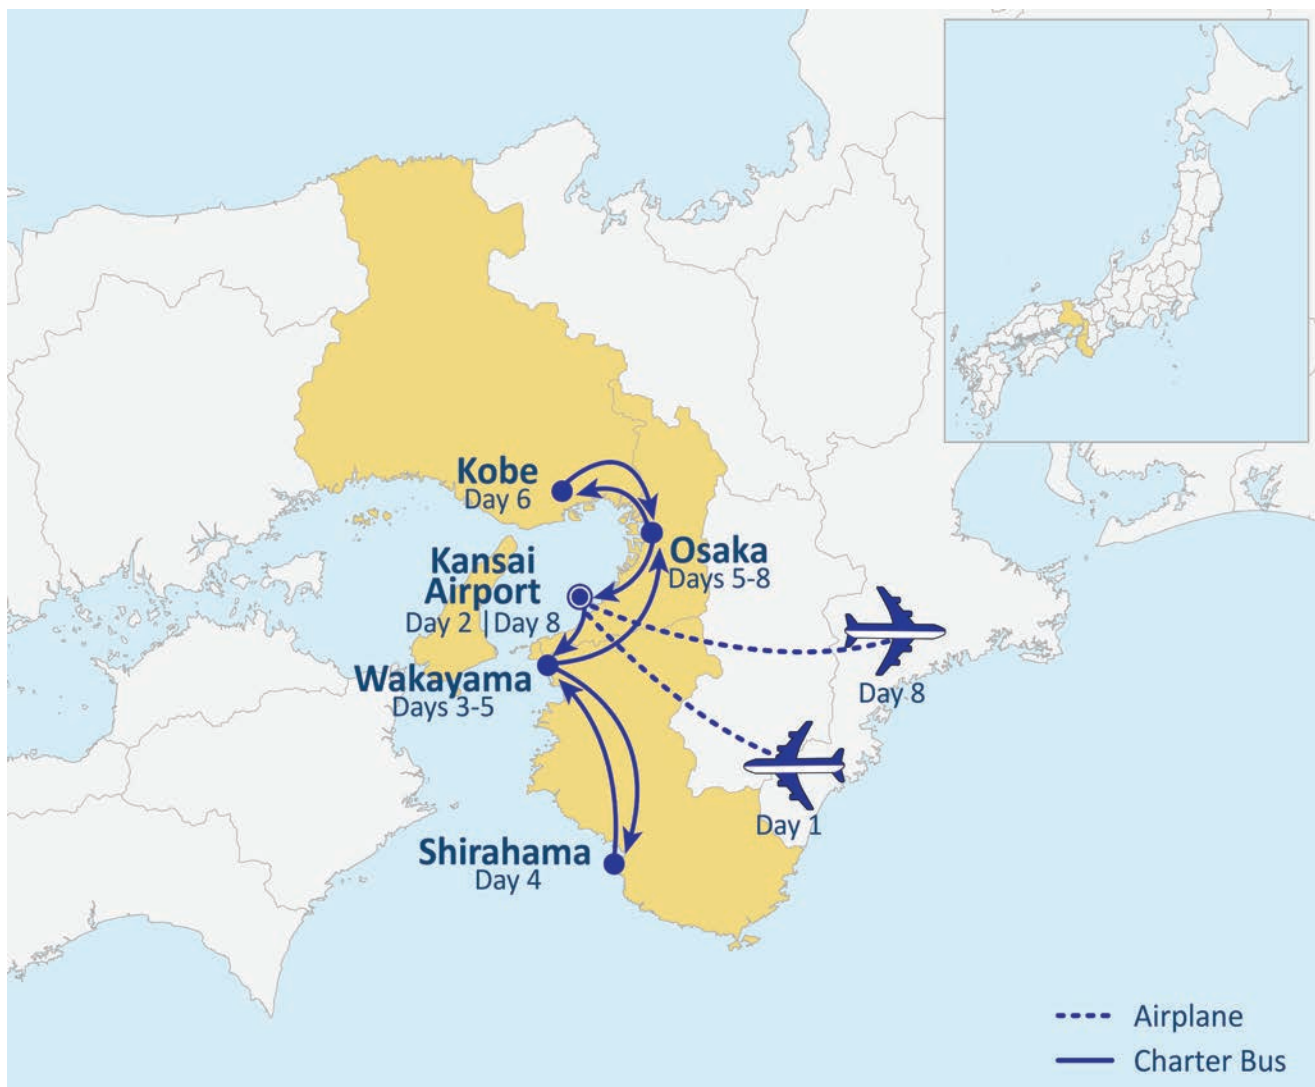 Kobe
Day 6
Osaka
Days 5-8
Kansai
Airport
Day 2 | Day 8
Wakayama
Days 3-5
Day 8
Day 1
Shirahama
Day 4
Airplane
Charter Bus